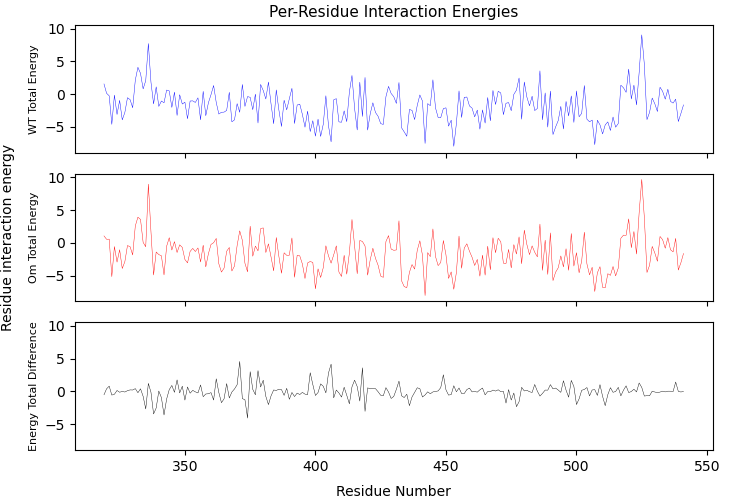 Per-Residue Interaction Energies
Residue interaction energy
WT Total Energy
10
5
0
−5
Om Total Energy
10
5
0
−5
Energy Total Difference
10
5
0
−5
350
400
450
500
550
Residue Number